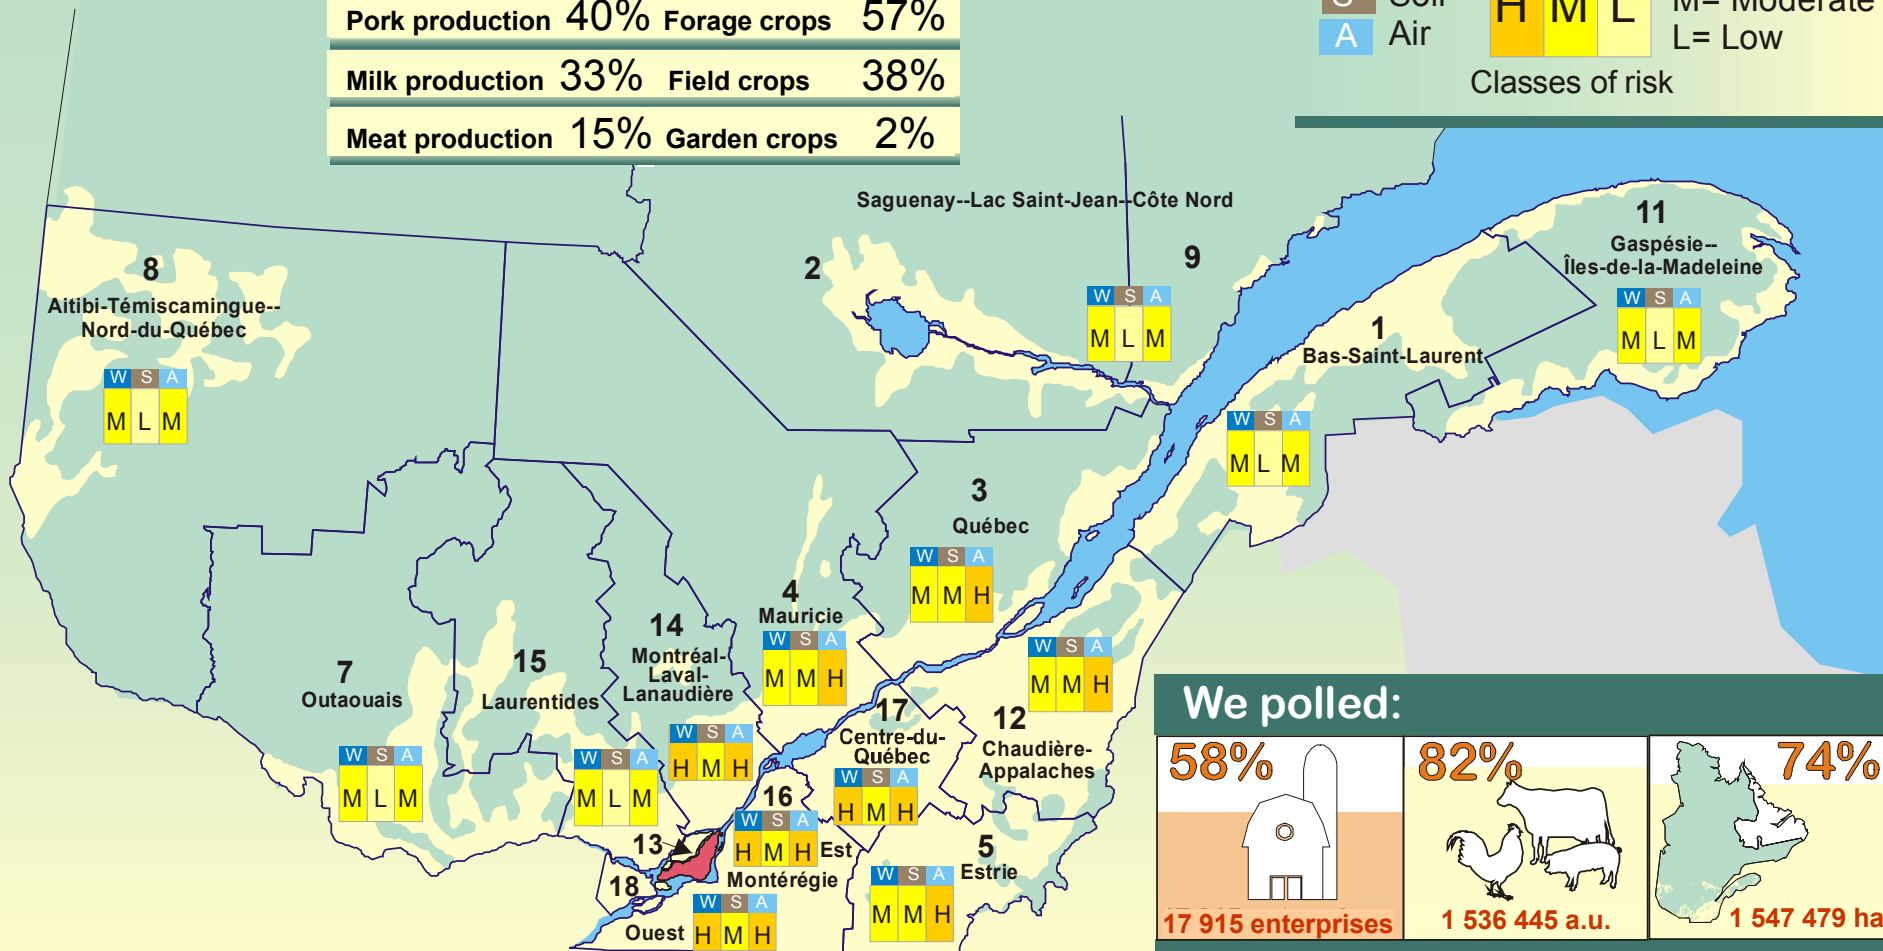 Pork production 40% Forage crops 57%
Milk production 33% Field crops 38%
Meat production 15% Garden crops 2%
S Soil
A Air
H M L
M= Moderate
L= Low
Classes of risk
Saguenay--Lac Saint-Jean--Côte Nord
2
9
W S A
M L M
11
Gaspésie--
Îles-de-la-Madeleine
W S A
M L M
8
Aitibi-Témiscamingue--
Nord-du-Québec
W S A
M L M
1
Bas-Saint-Laurent
W S A
M L M
3
Québec
W S A
M M H
4
Mauricie
W S A
M M H
14
Montréal-
Laval-
Lanaudière
W S A
H M H
15
Laurentides
W S A
M L M
7
Outaouais
W S A
M L M
17
Centre-du-
Québec
W S A
H M H
12
Chaudière-
Appalaches
W S A
M M H
16
W S A
H M H Est
Montérégie
13
18
W S A
Ouest H M H
5
Estrie
W S A
M M H
We polled:
58%
17 915 enterprises
82%
1 536 445 a.u.
74%
1 547 479 ha